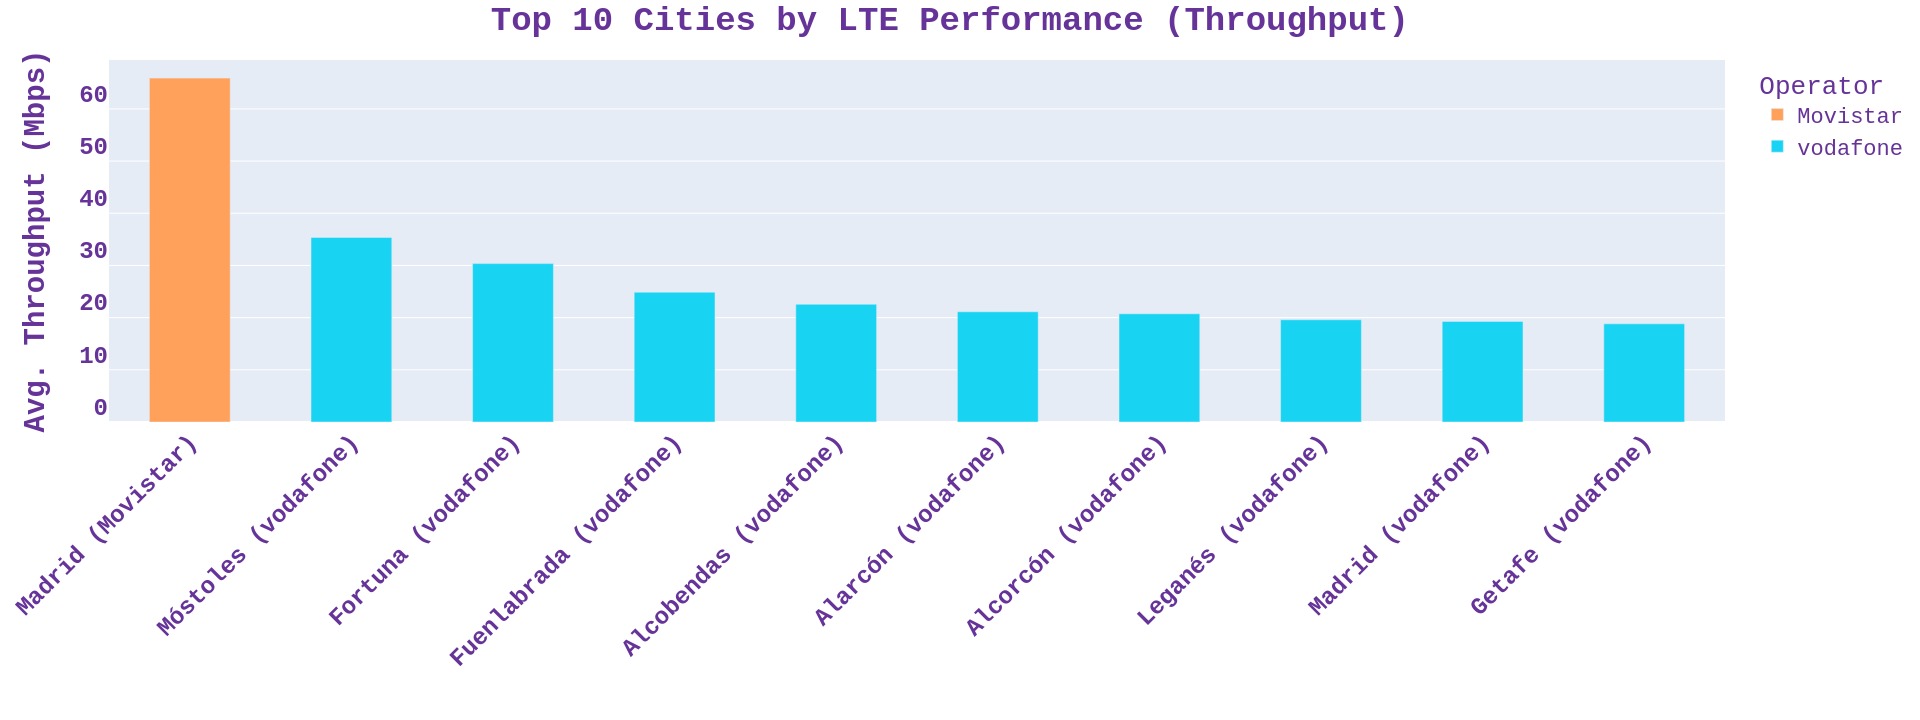 Top 10 Cities by LTE Performance (Throughput)
Avg. Throughput (Mbps)
60
50
40
30
20
10
0
Madrid (Movistar)
Móstoles (vodafone)
Fortuna (vodafone)
Fuenlabrada (vodafone)
Alcobendas (vodafone)
Alarcón (vodafone)
Alcorcón (vodafone)
Leganés (vodafone)
Madrid (vodafone)
Getafe (vodafone)
Operator
Movistar
vodafone